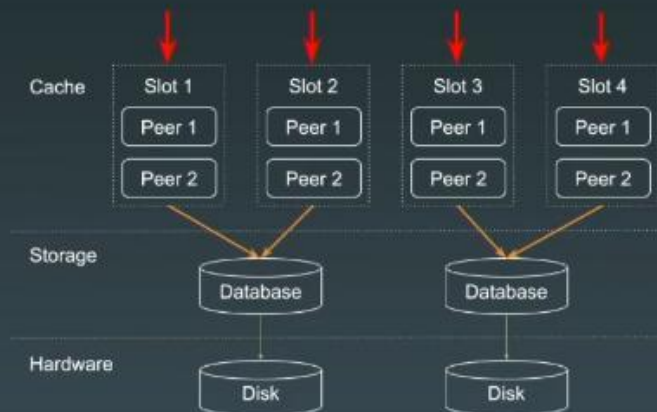 Cache
Slot 1
Slot 2
Slot 3
Slot 4
Peer 1
Peer 1
Peer 1
Peer 1
Peer 2
Peer 2
Peer 2
Peer 2
Storage
Database
Database
Hardware
Disk
Disk